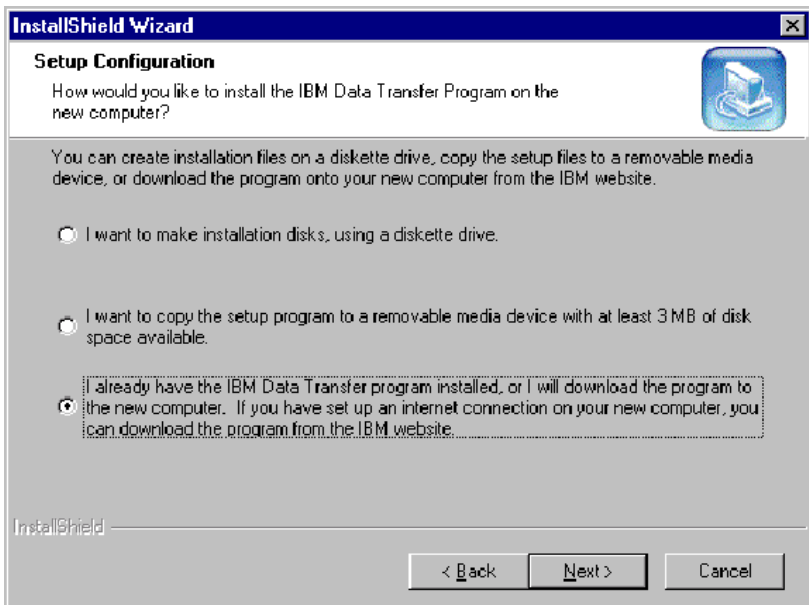 InstallShield Wizard
Setup Configuration
How would you like to install the IBM Data Transfer Program on the
new computer?
You can create installation files on a diskette drive, copy the setup files to a removable media
device, or download the program onto your new computer from the IBM website.
I want to make installation disks, using a diskette drive.
I want to copy the setup program to a removable media device with at least 3 MB of disk
space available.
I already have the IBM Data Transfer program installed, or I will download the program to
the new computer.  If you have set up an internet connection on your new computer, you
can download the program from the IBM website.
InstallShield
< Back
Next >
Cancel